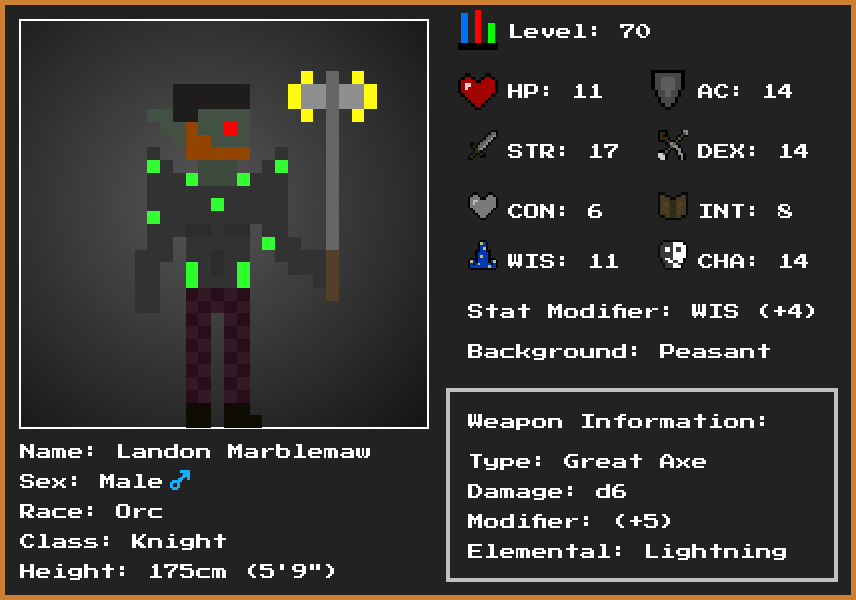 Level: 70
HP: 11
AC: 14
STR: 17
DEX: 14
CON: 6
INT: 8
WIS: 11
CHA: 14
Stat Modifier: WIS (+4)
Background: Peasant
Weapon Information:
Type: Great Axe
Damage: d6
Modifier: (+5)
Elemental: Lightning
Name: Landon Marblemaw
Sex: Male♂
Race: Orc
Class: Knight
Height: 175cm (5'9")